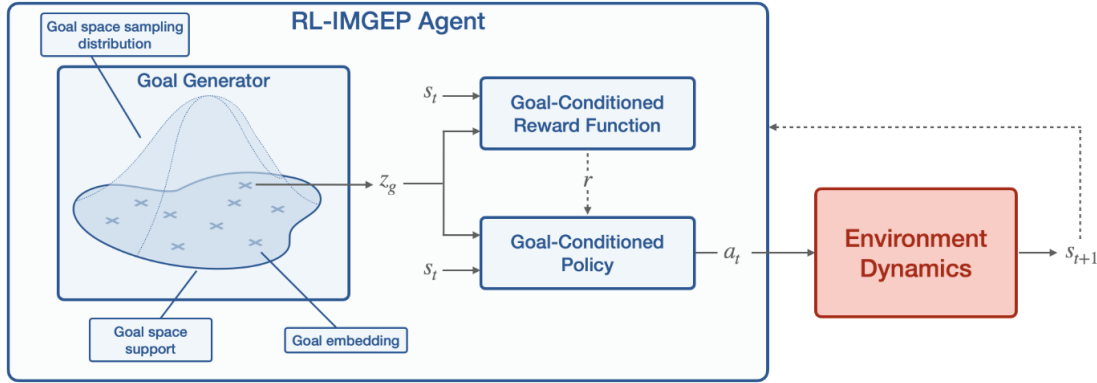 RL-IMGEP Agent
Goal space sampling
distribution
Goal Generator
s_t
Goal-Conditioned
Reward Function
z_g
r
Goal-Conditioned
Policy
s_t
a_t
Environment
Dynamics
s_{t+1}
Goal space
support
Goal embedding